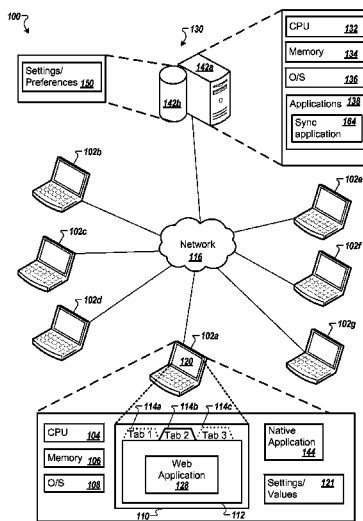 100
130
142a
142b
Settings/
Preferences 150
CPU 132
Memory 134
O/S 136
Applications 138
Sync
application 164
102b
102c
102d
102e
102f
102g
Network
116
102a
120
114a
114b
114c
CPU 104
Memory 106
O/S 108
Tab 1
Tab 2
Tab 3
Web
Application
128
110
112
Native
Application
144
Settings/
Values 121